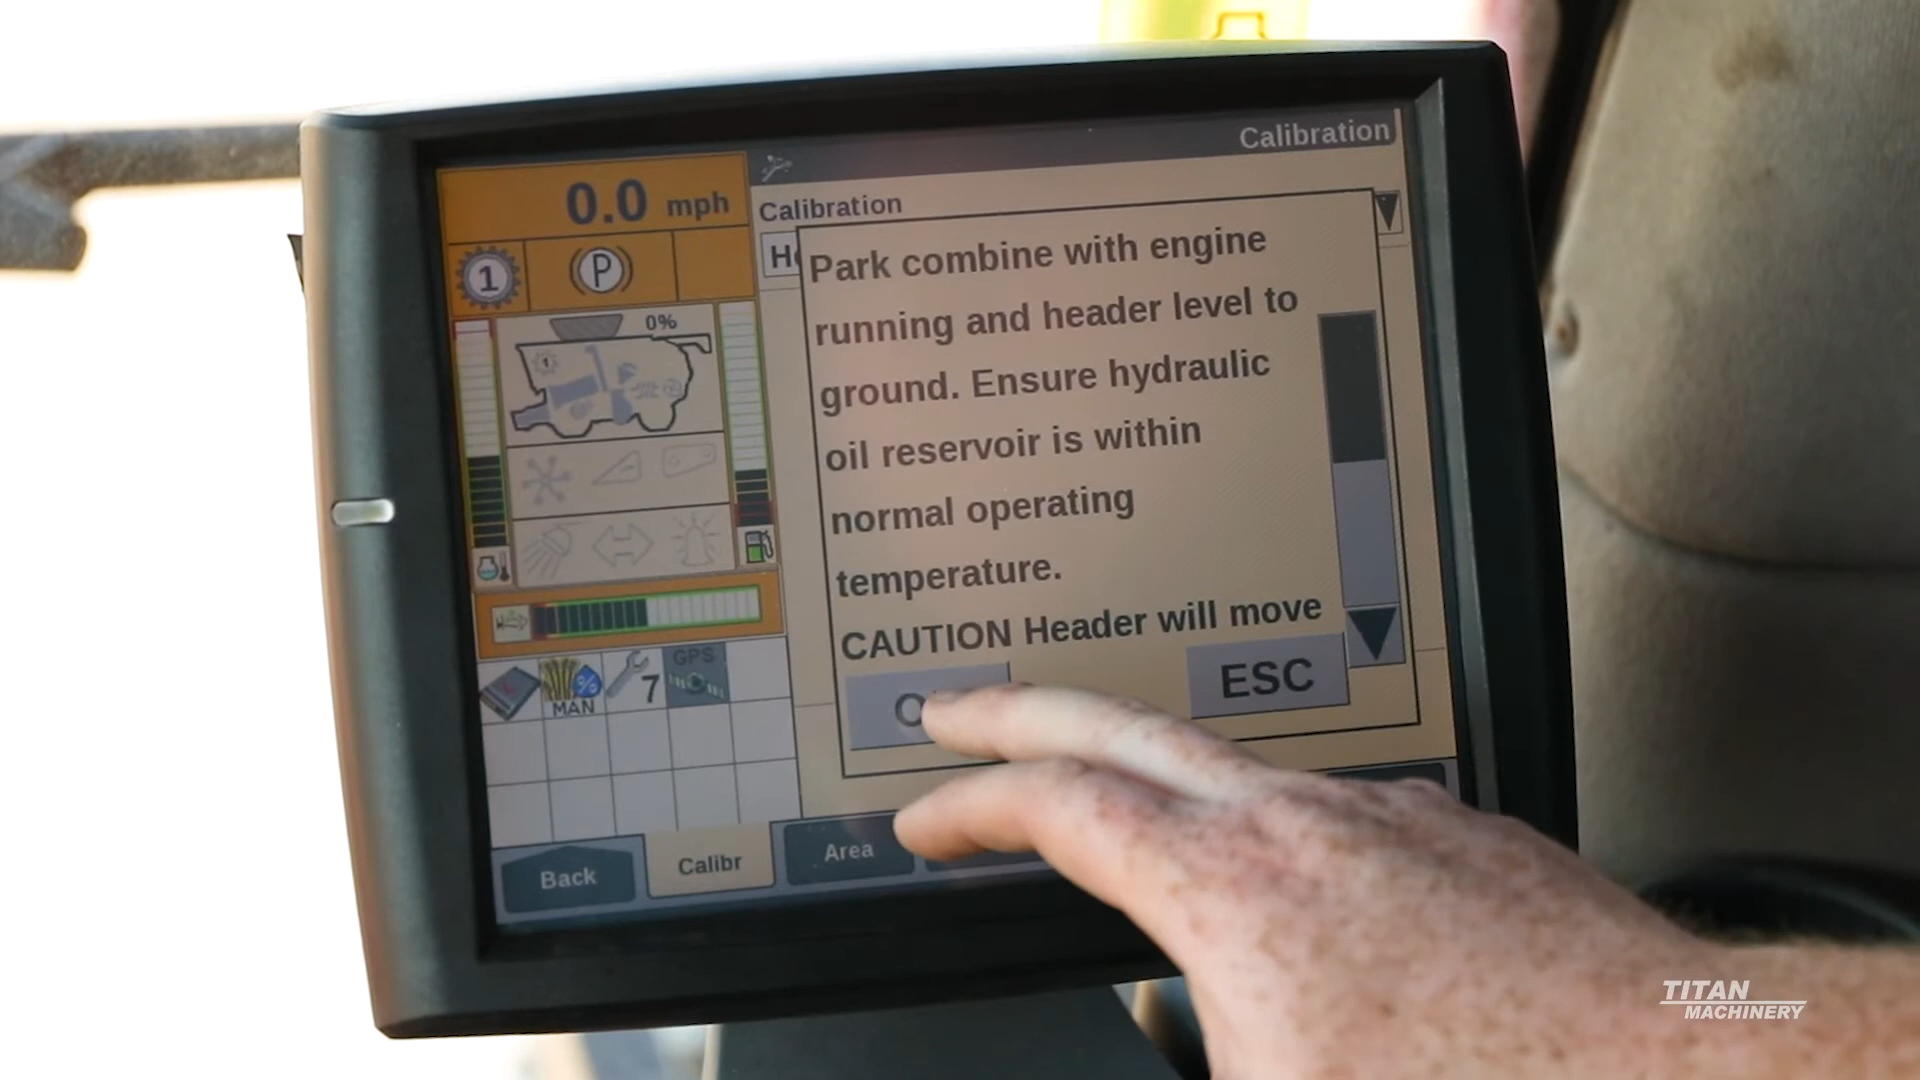 Calibration
0.0 mph
Calibration
1
P
0%
Park combine with engine
running and header level to
ground. Ensure hydraulic
oil reservoir is within
normal operating
temperature.
CAUTION Header will move
ESC
GPS
7
%
MAN
Back
Calibr
Area
TITAN
MACHINERY